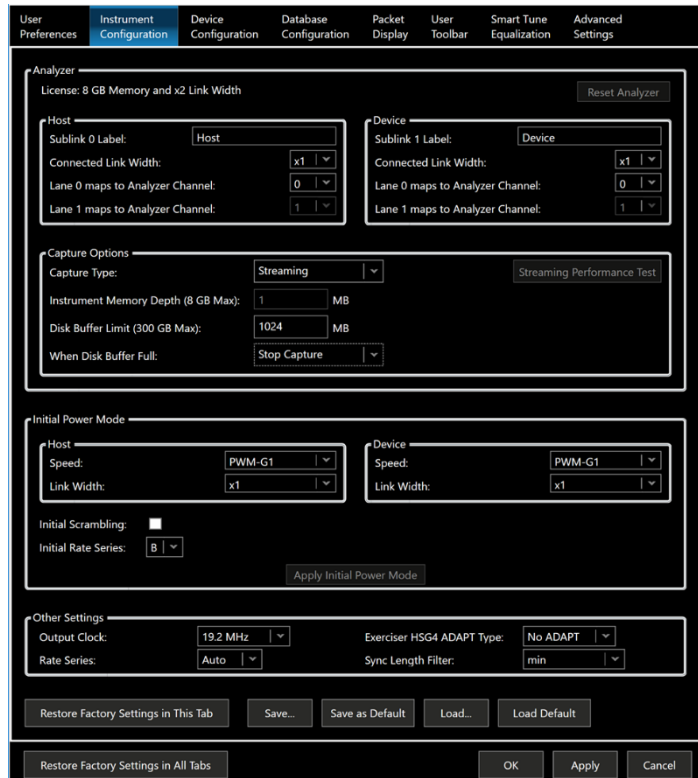 User Preferences Instrument Configuration Device Configuration Database Configuration Packet Display User Toolbar Smart Tune Equalization Advanced Settings
Analyzer
License: 8 GB Memory and x2 Link Width Reset Analyzer
Host
Sublink 0 Label: Host
Connected Link Width: x1
Lane 0 maps to Analyzer Channel: 0
Lane 1 maps to Analyzer Channel: 1
Device
Sublink 1 Label: Device
Connected Link Width: x1
Lane 0 maps to Analyzer Channel: 0
Lane 1 maps to Analyzer Channel: 1
Capture Options
Capture Type: Streaming Streaming Performance Test
Instrument Memory Depth (8 GB Max): 1 MB
Disk Buffer Limit (300 GB Max): 1024 MB
When Disk Buffer Full: Stop Capture
Initial Power Mode
Host
Speed: PWM-G1
Link Width: x1
Device
Speed: PWM-G1
Link Width: x1
Initial Scrambling:
Initial Rate Series: B
Apply Initial Power Mode
Other Settings
Output Clock: 19.2 MHz Exerciser HSG4 ADAPT Type: No ADAPT
Rate Series: Auto Sync Length Filter: min
Restore Factory Settings in This Tab Save... Save as Default Load... Load Default
Restore Factory Settings in All Tabs OK Apply Cancel